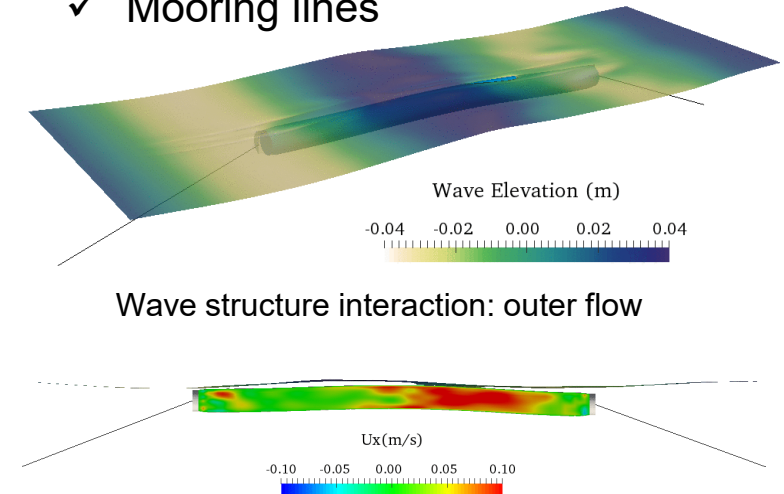 ✓ Mooring lines
Wave Elevation (m)
-0.04 -0.02 0.00 0.02 0.04
Wave structure interaction: outer flow
Ux(m/s)
-0.10 -0.05 0.00 0.05 0.10